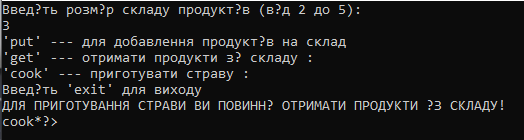 Введ?ть розм?р складу продукт?в (в?д 2 до 5):
3
'put' --- для добавлення продукт?в на склад
'get' --- отримати продукти з? складу :
'cook' --- приготувати страву :
Введ?ть 'exit' для виходу
ДЛЯ ПРИГОТУВАННЯ СТРАВИ ВИ ПОВИНН? ОТРИМАТИ ПРОДУКТИ ?З СКЛАДУ!
cook*?>